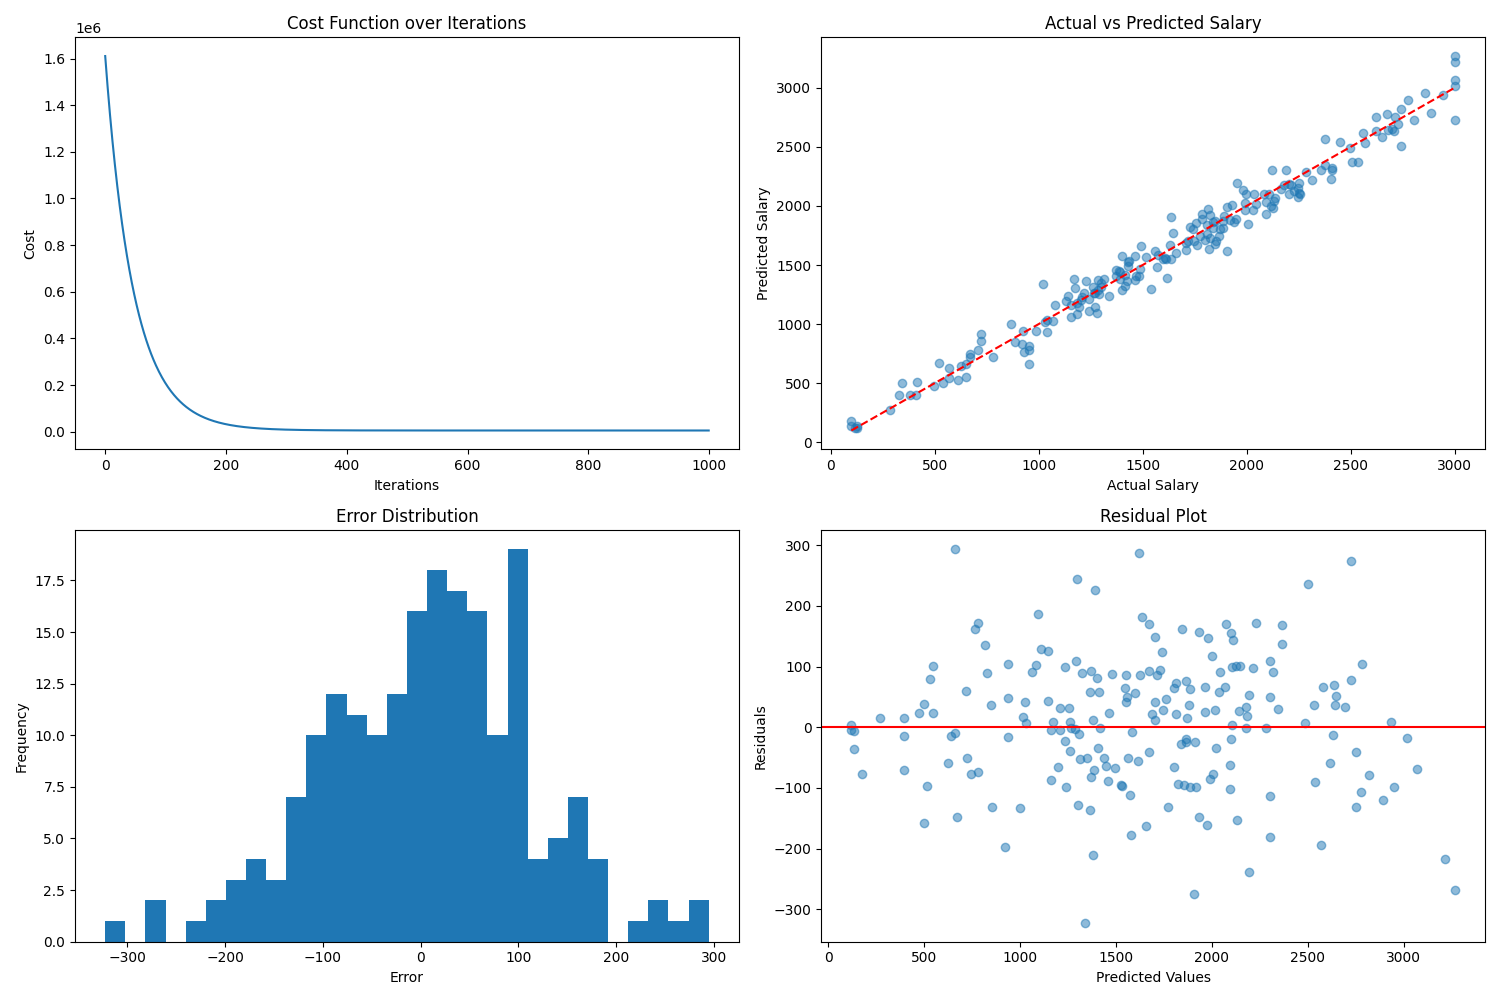 Cost Function over Iterations
1e6
1.6
1.4
1.2
1.0
0.8
0.6
0.4
0.2
0.0
Cost
0 200 400 600 800 1000
Iterations
Actual vs Predicted Salary
3000
2500
2000
1500
1000
500
0
Predicted Salary
0 500 1000 1500 2000 2500 3000
Actual Salary
Error Distribution
17.5
15.0
12.5
10.0
7.5
5.0
2.5
0.0
Frequency
−300 −200 −100 0 100 200 300
Error
Residual Plot
300
200
100
0
−100
−200
−300
Residuals
0 500 1000 1500 2000 2500 3000
Predicted Values